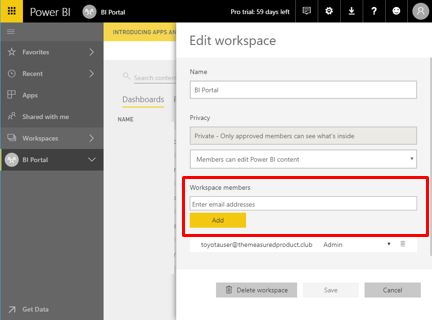 Power BI
BI Portal
Pro trial: 59 days left
Favorites
Recent
Apps
Shared with me
Workspaces
BI Portal
Get Data
INTRODUCING APPS AN
Search conten
Dashboards
NAME
Edit workspace
Name
BI Portal
Privacy
Private - Only approved members can see what's inside
Members can edit Power BI content
Workspace members
Enter email addresses
Add
toyotauser@themeasuredproduct.club Admin
Delete workspace
Save
Cancel